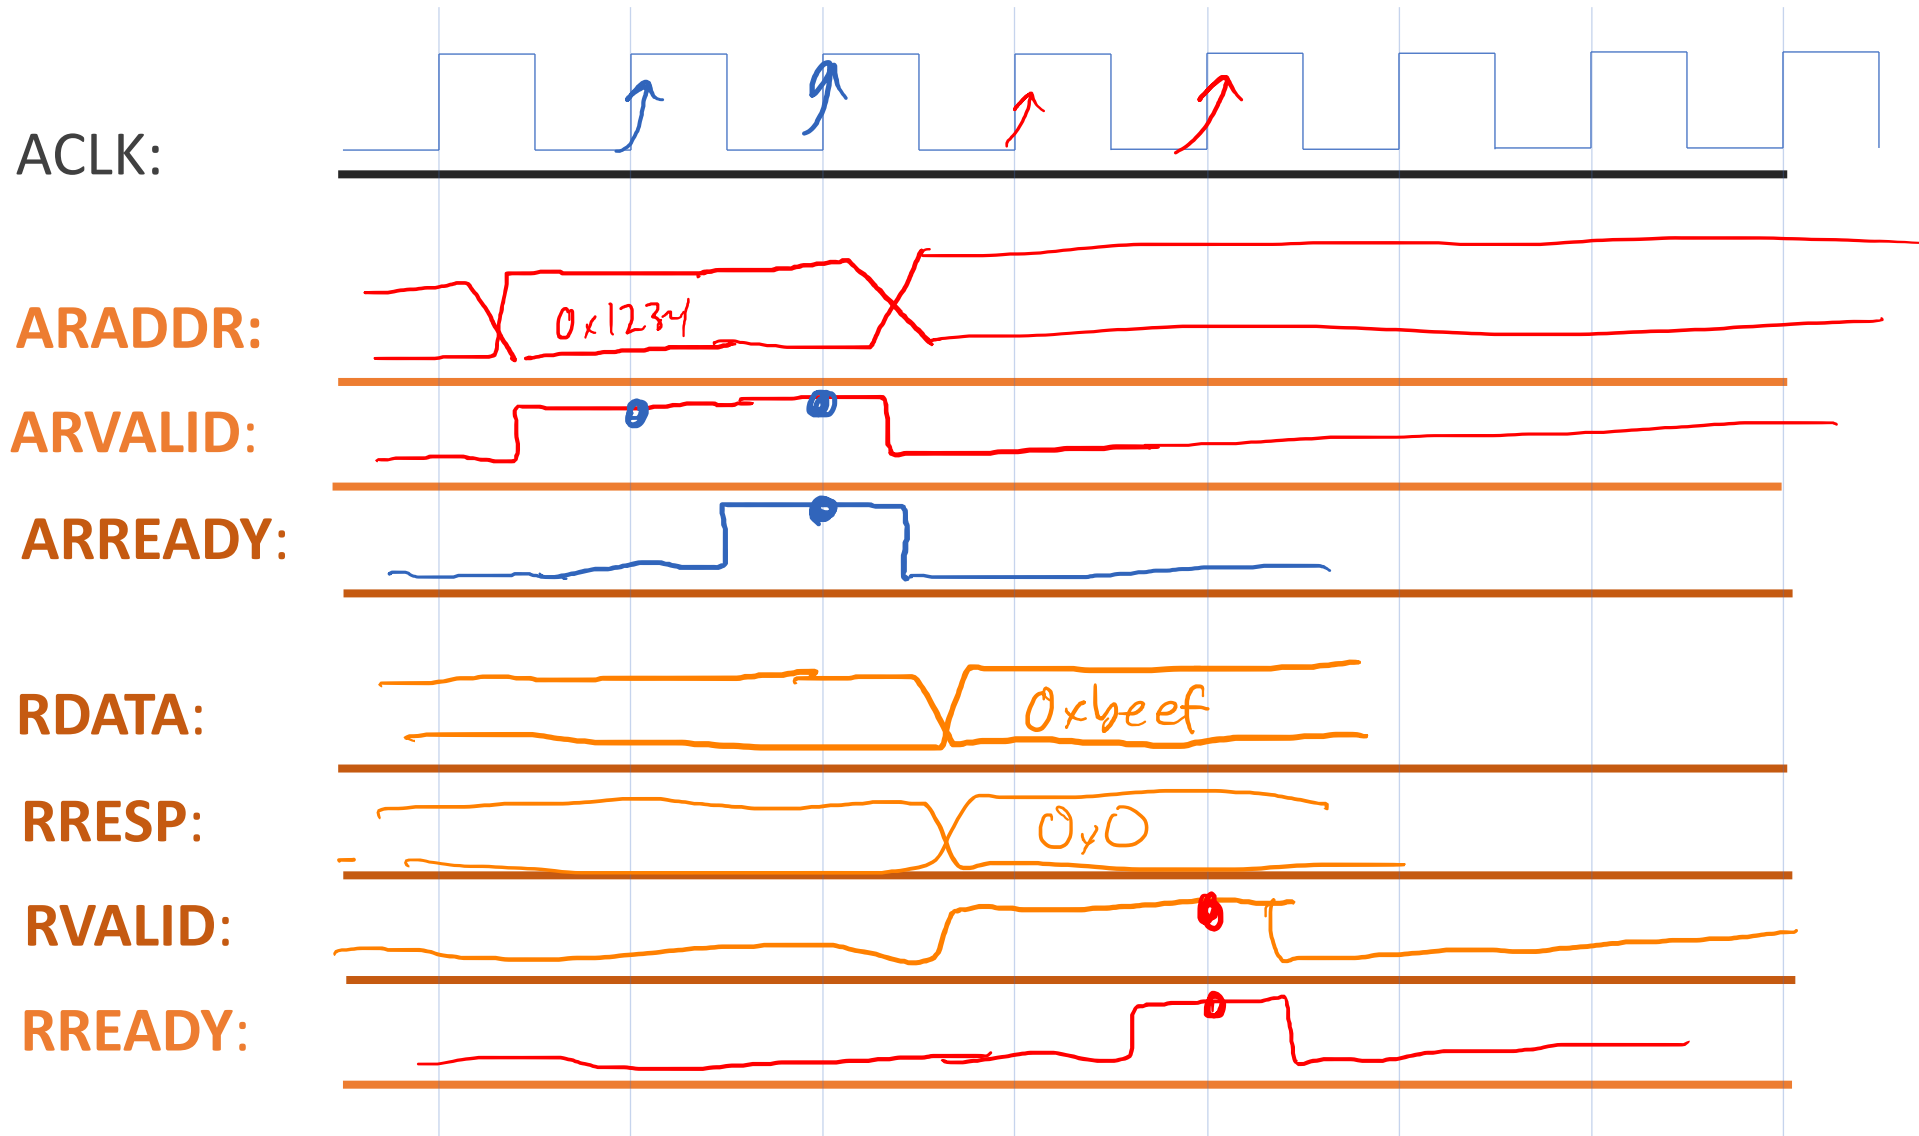 ACLK:
ARADDR:
0x1234
ARVALID:
ARREADY:
RDATA:
0xbeef
RRESP:
0x0
RVALID:
RREADY: